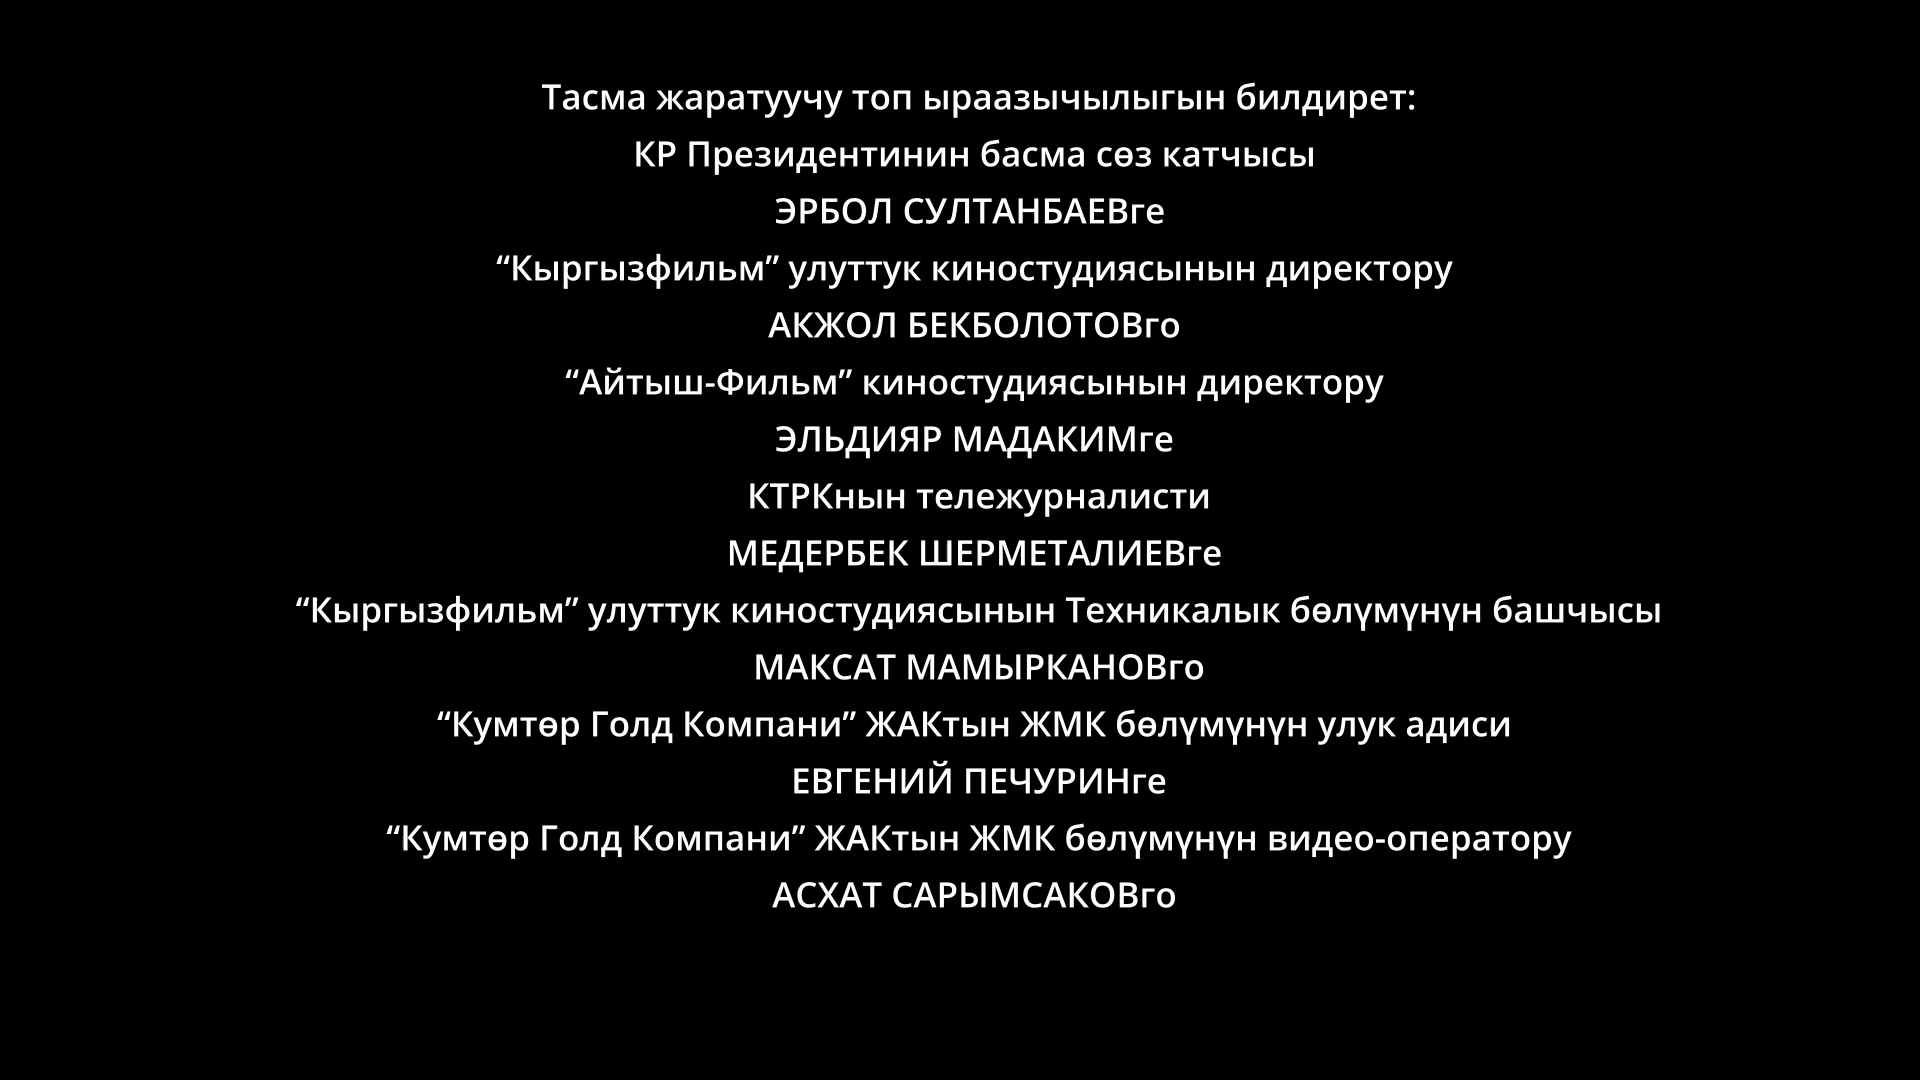 Тасма жаратуучу топ ыраазычылыгын билдирет:
КР Президентинин басма сөз катчысы
ЭРБОЛ СУЛТАНБАЕВге
“Кыргызфильм” улуттук киностудиясынын директору
АКЖОЛ БЕКБОЛОТОВго
“Айтыш-Фильм” киностудиясынын директору
ЭЛЬДИЯР МАДАКИМге
КТРКнын тележурналисти
МЕДЕРБЕК ШЕРМЕТАЛИЕВге
“Кыргызфильм” улуттук киностудиясынын Техникалык бөлүмүнүн башчысы
МАКСАТ МАМЫРКАНОВго
“Кумтөр Голд Компани” ЖАКтын ЖМК бөлүмүнүн улук адиси
ЕВГЕНИЙ ПЕЧУРИНге
“Кумтөр Голд Компани” ЖАКтын ЖМК бөлүмүнүн видео-оператору
АСХАТ САРЫМСАКОВго